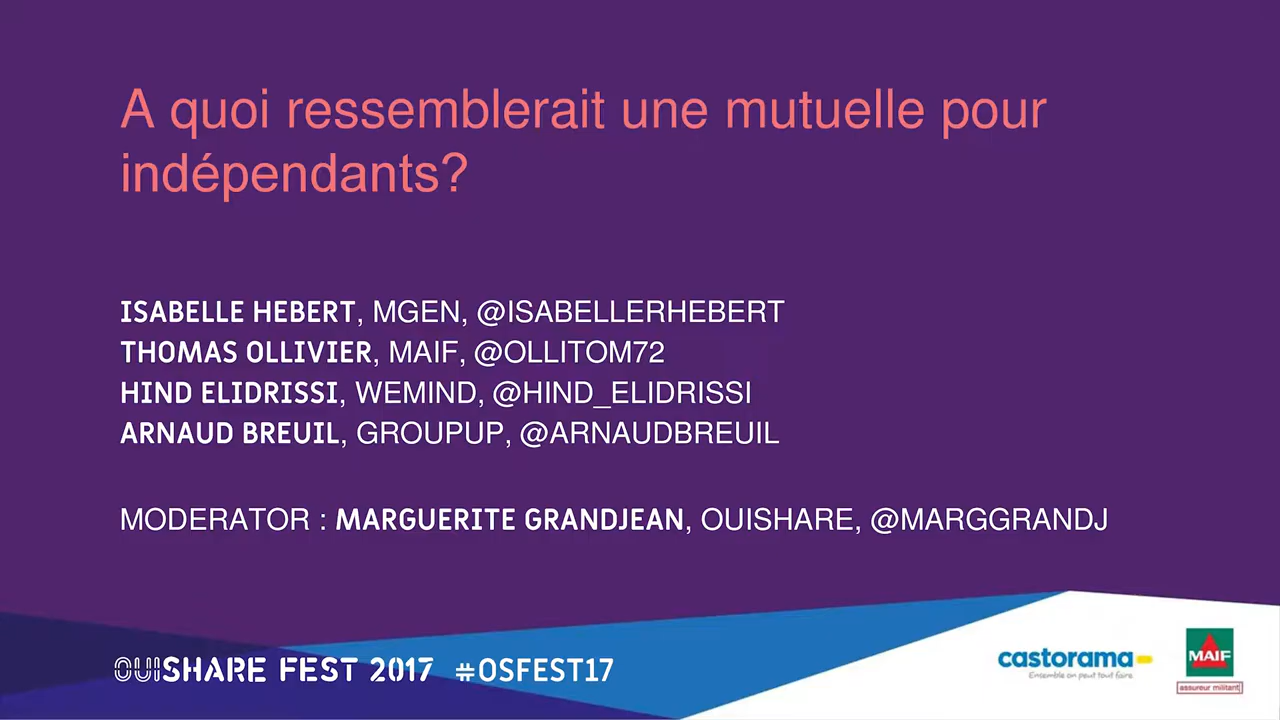 A quoi ressemblerait une mutuelle pour
indépendants?
ISABELLE HEBERT, MGEN, @ISABELLERHEBERT
THOMAS OLLIVIER, MAIF, @OLLITOM72
HIND ELIDRISSI, WEMIND, @HIND_ELIDRISSI
ARNAUD BREUIL, GROUPUP, @ARNAUDBREUIL
MODERATOR : MARGUERITE GRANDJEAN, OUISHARE, @MARGGRANDJ
OUISHARE FEST 2017 #OSFEST17
castorama
Ensemble on peut tout faire
MAIF
assureur militant